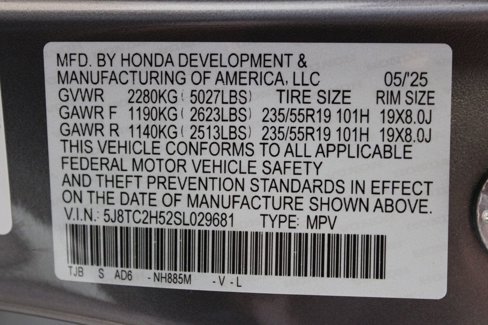 MFD. BY HONDA DEVELOPMENT &
MANUFACTURING OF AMERICA, LLC 05/'25
GVWR 2280KG( 5027LBS) TIRE SIZE RIM SIZE
GAWR F 1190KG( 2623LBS) 235/55R19 101H 19X8.0J
GAWR R 1140KG( 2513LBS) 235/55R19 101H 19X8.0J
THIS VEHICLE CONFORMS TO ALL APPLICABLE
FEDERAL MOTOR VEHICLE SAFETY
AND THEFT PREVENTION STANDARDS IN EFFECT
ON THE DATE OF MANUFACTURE SHOWN ABOVE.
V.I.N.: 5J8TC2H52SL029681 TYPE: MPV
TJB S AD6 -NH885M -V-L